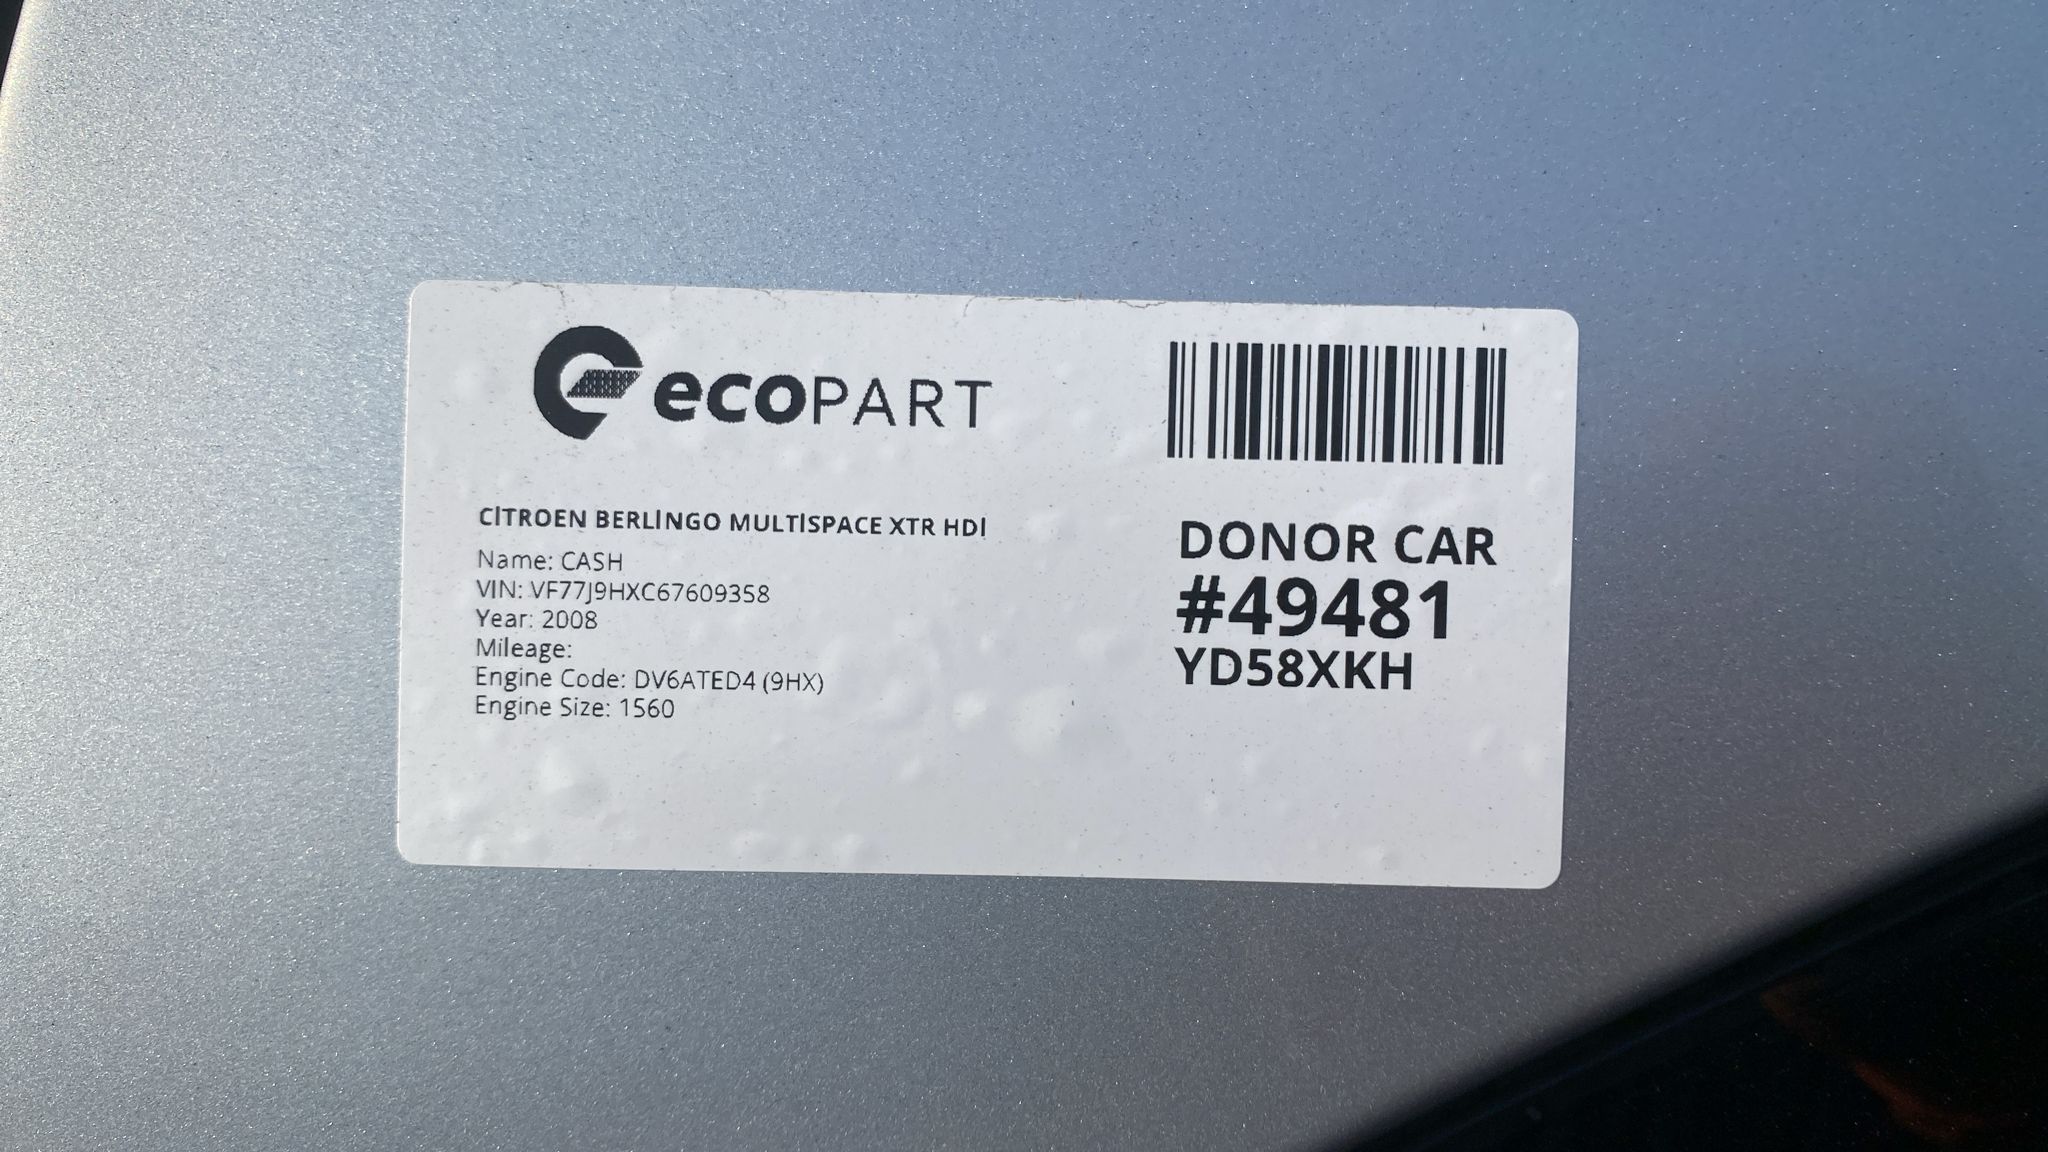 ecoPART
CITROEN BERLINGO MULTISPACE XTR HDI
Name: CASH
VIN: VF77J9HXC67609358
Year: 2008
Mileage:
Engine Code: DV6ATED4 (9HX)
Engine Size: 1560
DONOR CAR
#49481
YD58XKH